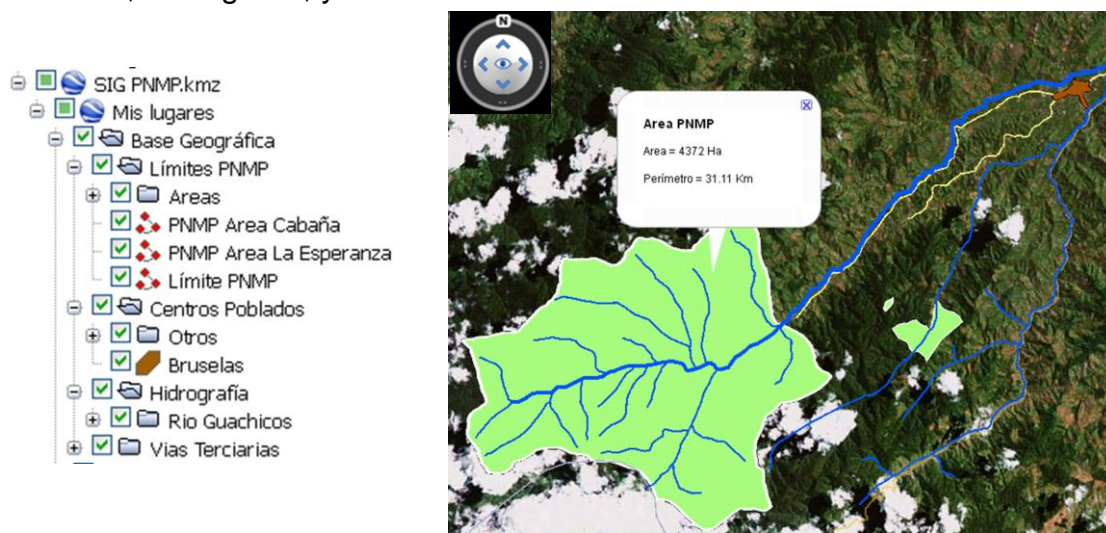 SIG PNMP.kmz
Mis lugares
Base Geográfica
Límites PNMP
Areas
PNMP Area Cabaña
PNMP Area La Esperanza
Límite PNMP
Centros Poblados
Otros
Bruselas
Hidrografía
Rio Guachicos
Vias Terciarias
N
Area PNMP
Area = 4372 Ha
Perímetro = 31.11 Km